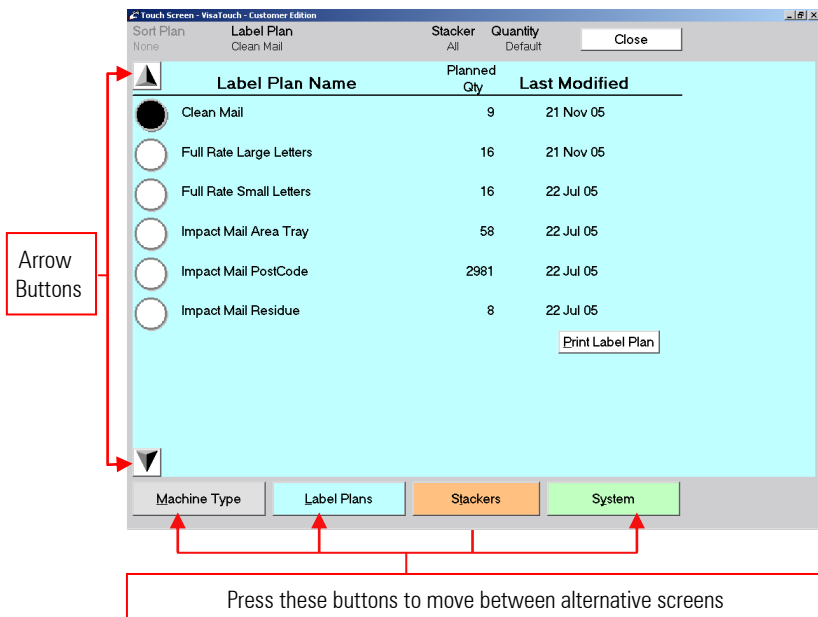 Touch Screen - VisaTouch - Customer Edition
Sort Plan Label Plan Stacker Quantity
None Clean Mail All Default Close
Label Plan Name Planned Qty Last Modified
Clean Mail 9 21 Nov 05
Full Rate Large Letters 16 21 Nov 05
Full Rate Small Letters 16 22 Jul 05
Impact Mail Area Tray 58 22 Jul 05
Impact Mail PostCode 2981 22 Jul 05
Impact Mail Residue 8 22 Jul 05
Print Label Plan
Arrow
Buttons
Machine Type Label Plans Stackers System
Press these buttons to move between alternative screens